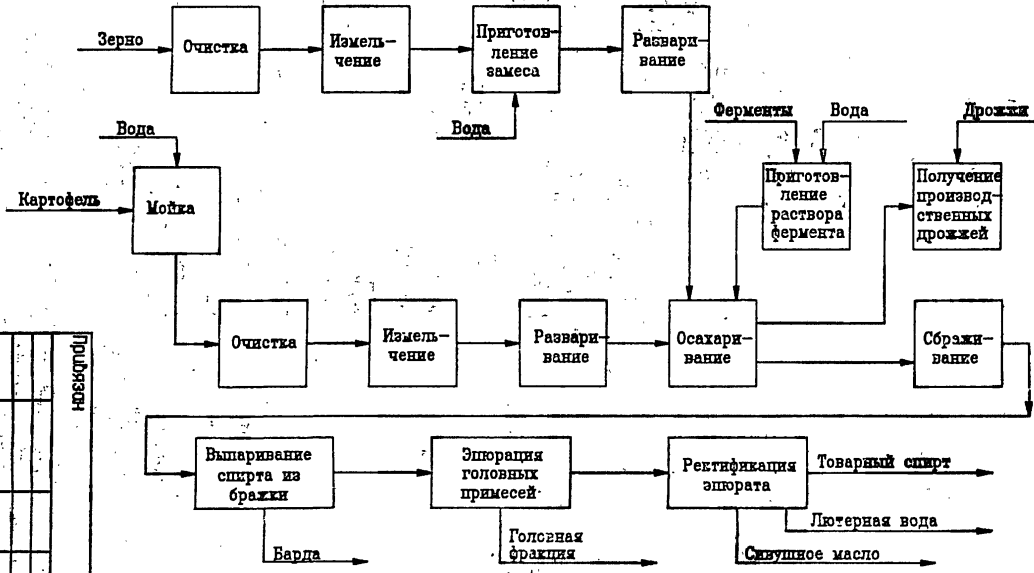 Зерно
Очистка
Измель-
чение
Приготов-
ление
замеса
Развари-
вание
Вода
Ферменты
Вода
Дрожжи
Вода
Картофель
Мойка
Приготов-
ление
раствора
фермента
Получение
производ-
ственных
дрожжей
Очистка
Измель-
чение
Развари-
вание
Осахари-
вание
Сбражи-
вание
Привязан
Выпаривание
спирта из
бражки
Эпюрация
головных
примесей
Ректификация
эпюрата
Товарный спирт
Лютерная вода
Барда
Головная
фракция
Сивушное масло